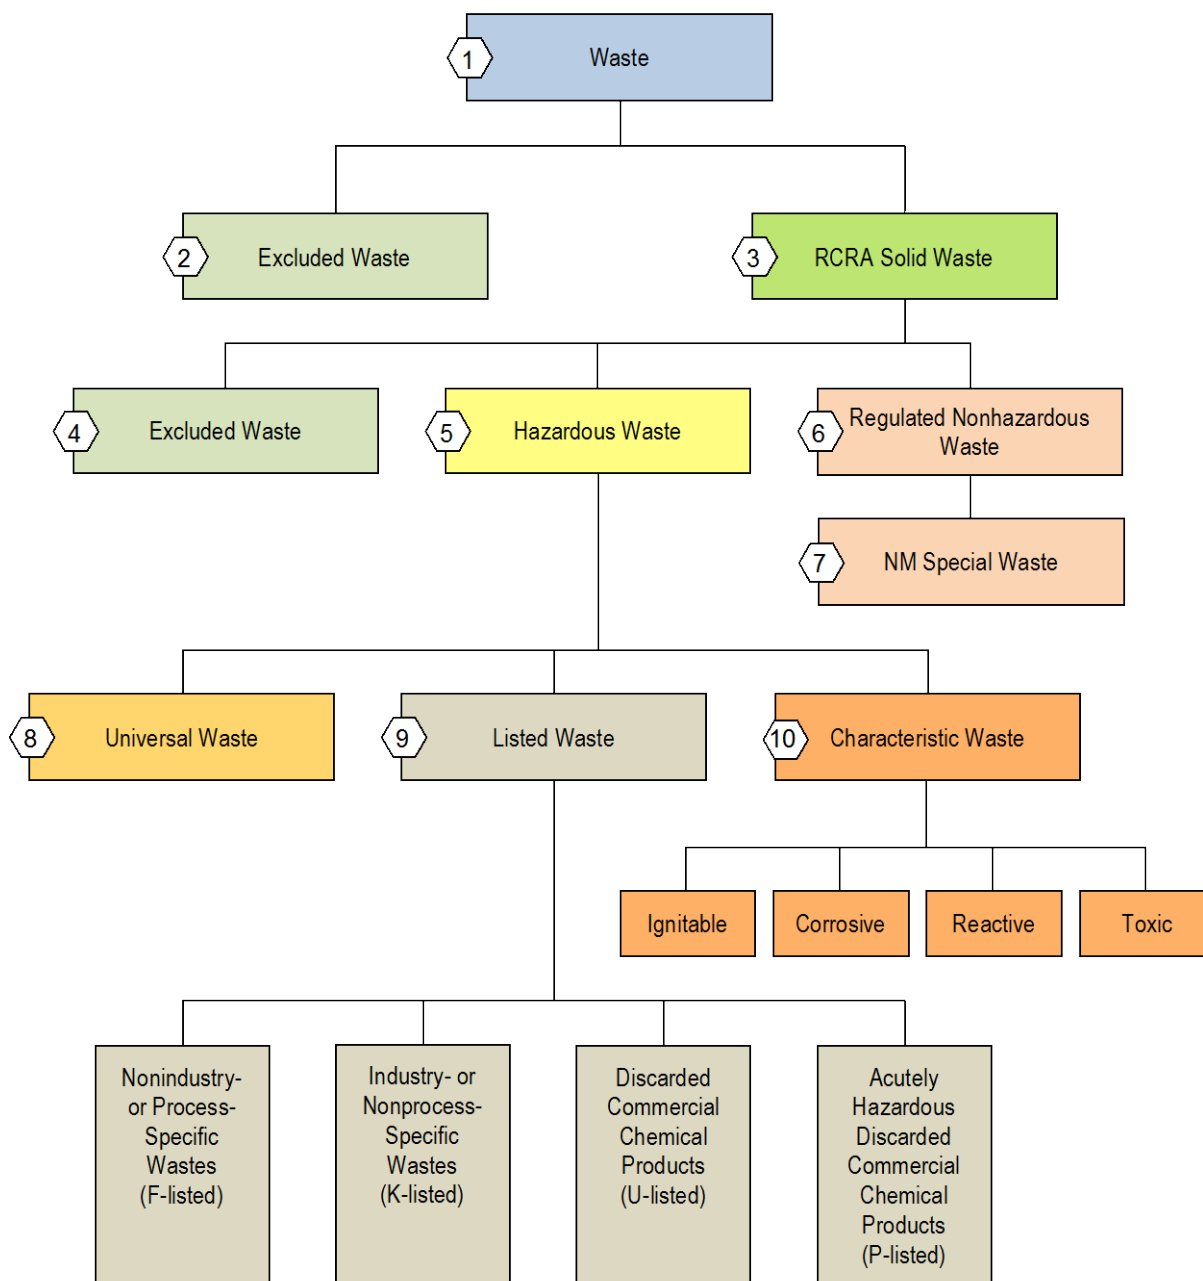 1
Waste
2
Excluded Waste
3
RCRA Solid Waste
4
Excluded Waste
5
Hazardous Waste
6
Regulated Nonhazardous
Waste
7
NM Special Waste
8
Universal Waste
9
Listed Waste
10
Characteristic Waste
Ignitable
Corrosive
Reactive
Toxic
Nonindustry-
or Process-
Specific
Wastes
(F-listed)
Industry- or
Nonprocess-
Specific
Wastes
(K-listed)
Discarded
Commercial
Chemical
Products
(U-listed)
Acutely
Hazardous
Discarded
Commercial
Chemical
Products
(P-listed)